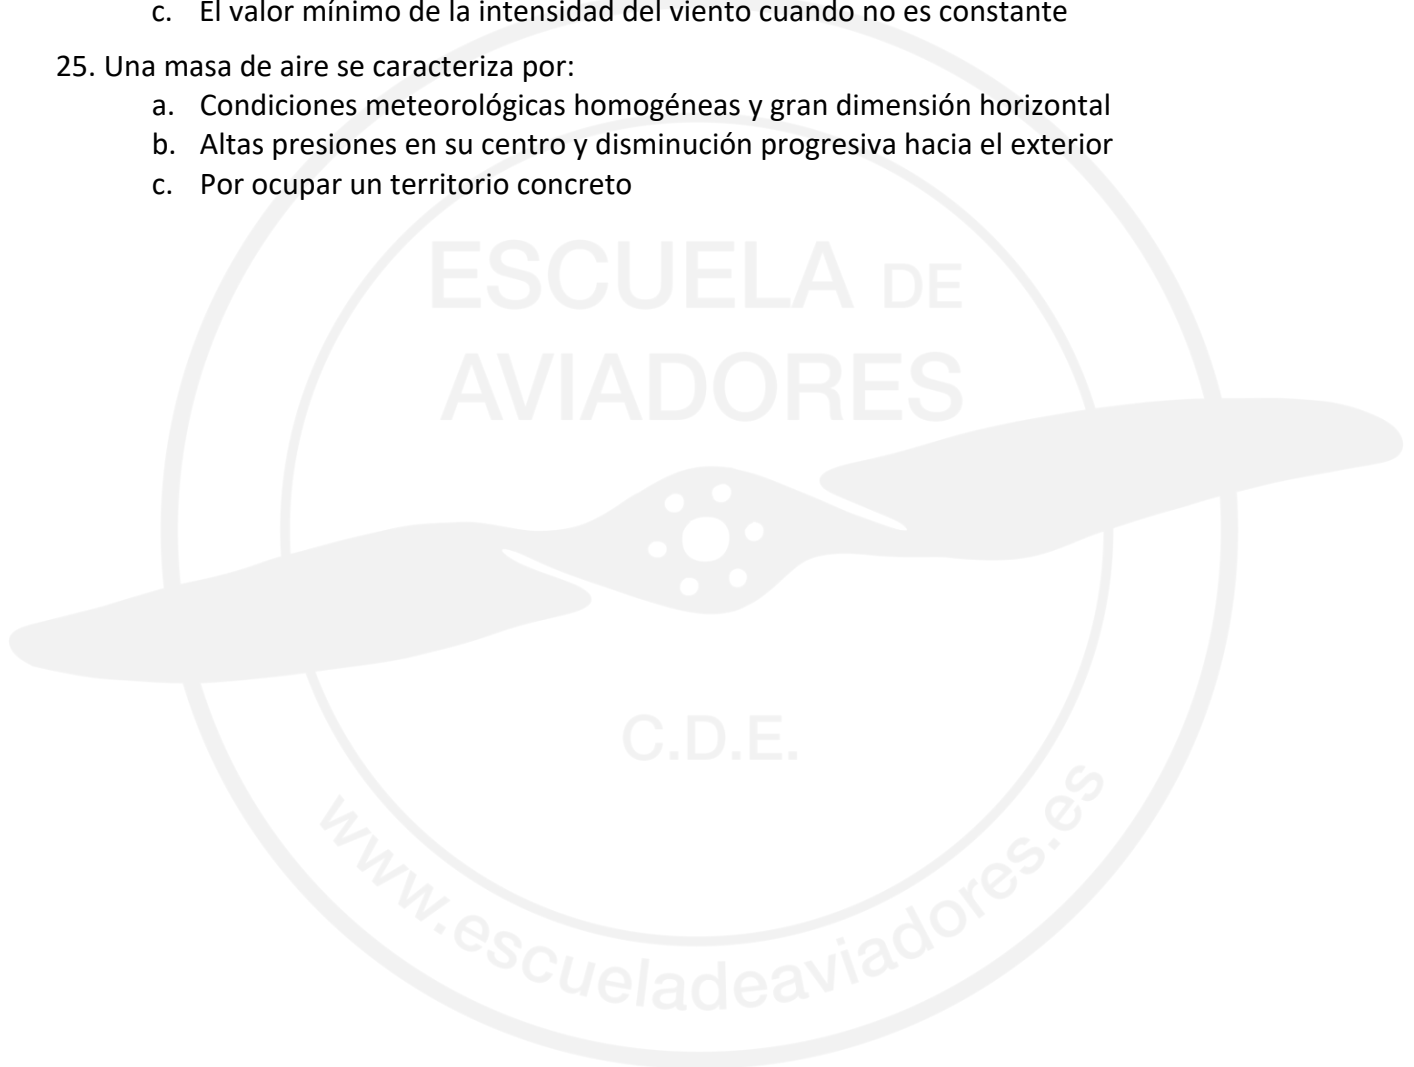 c. El valor mínimo de la intensidad del viento cuando no es constante
25. Una masa de aire se caracteriza por:
a. Condiciones meteorológicas homogéneas y gran dimensión horizontal
b. Altas presiones en su centro y disminución progresiva hacia el exterior
c. Por ocupar un territorio concreto
ESCUELA DE
AVIADORES
C.D.E.
www.escueladeaviadores.es